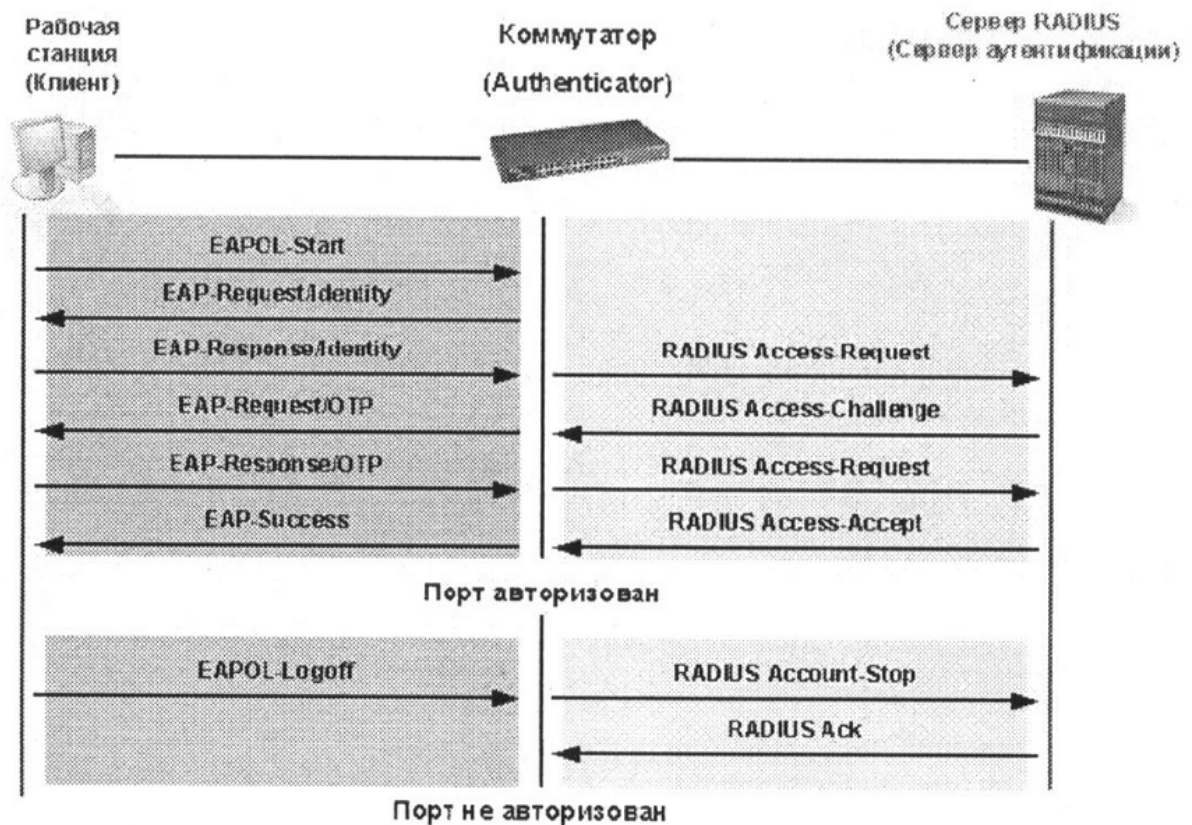 Рабочая
станция
(Клиент)
Коммутатор
(Authenticator)
Сервер RADIUS
(Сервер аутентификации)
EAPOL-Start
EAP-Request/Identity
EAP-Response/Identity
RADIUS Access-Request
EAP-Request/OTP
RADIUS Access-Challenge
EAP-Response/OTP
RADIUS Access-Request
EAP-Success
RADIUS Access-Accept
Порт авторизован
EAPOL-Logoff
RADIUS Account-Stop
RADIUS Ack
Порт не авторизован